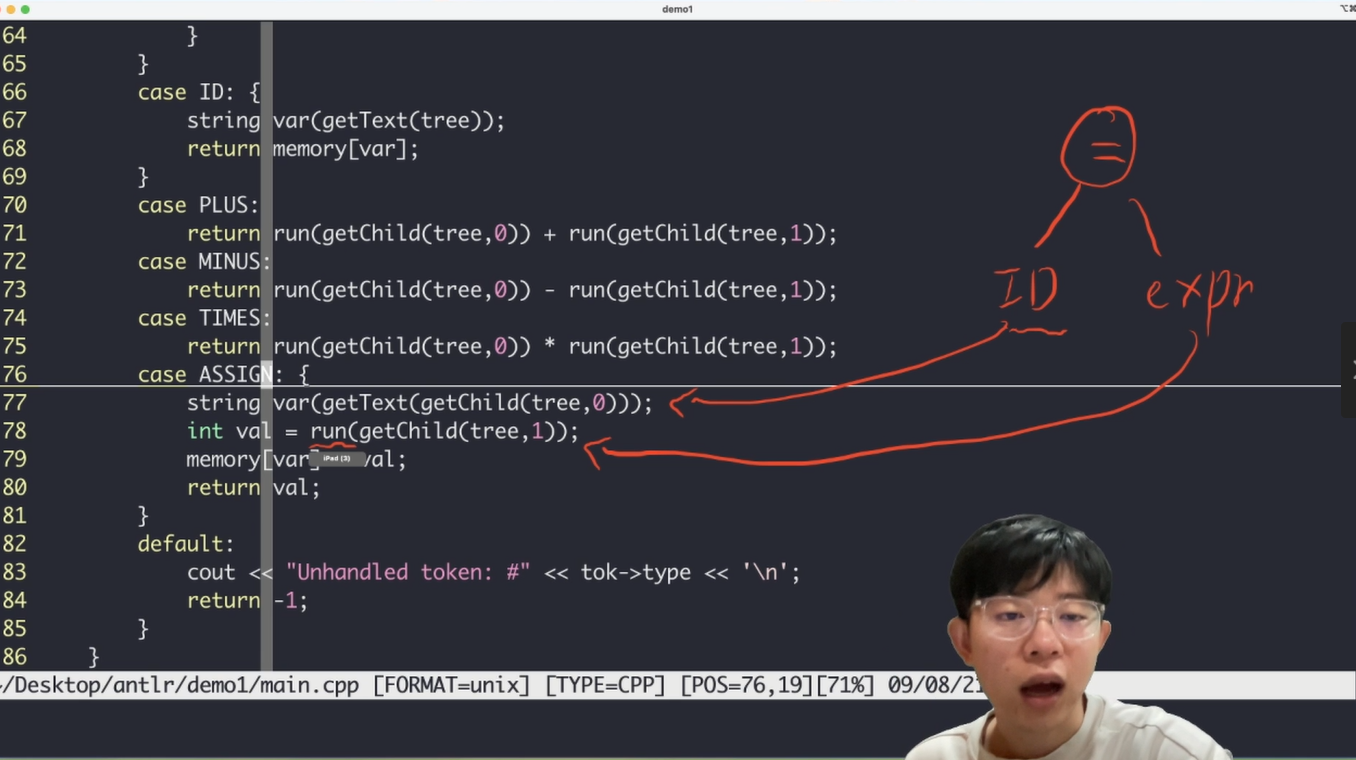 demo1
64 }
65 }
66 case ID: {
67 string var(getText(tree));
68 return memory[var];
69 }
70 case PLUS:
71 return run(getChild(tree,0)) + run(getChild(tree,1));
72 case MINUS:
73 return run(getChild(tree,0)) - run(getChild(tree,1));
74 case TIMES:
75 return run(getChild(tree,0)) * run(getChild(tree,1));
76 case ASSIGN: {
77 string var(getText(getChild(tree,0)));
78 int val = run(getChild(tree,1));
79 memory[var] val;
80 return val;
81 }
82 default:
83 cout << "Unhandled token: #" << tok->type << '\n';
84 return -1;
85 }
86 }
=
ID expr
iPad (3)
~/Desktop/antlr/demo1/main.cpp [FORMAT=unix] [TYPE=CPP] [POS=76,19][71%] 09/08/21